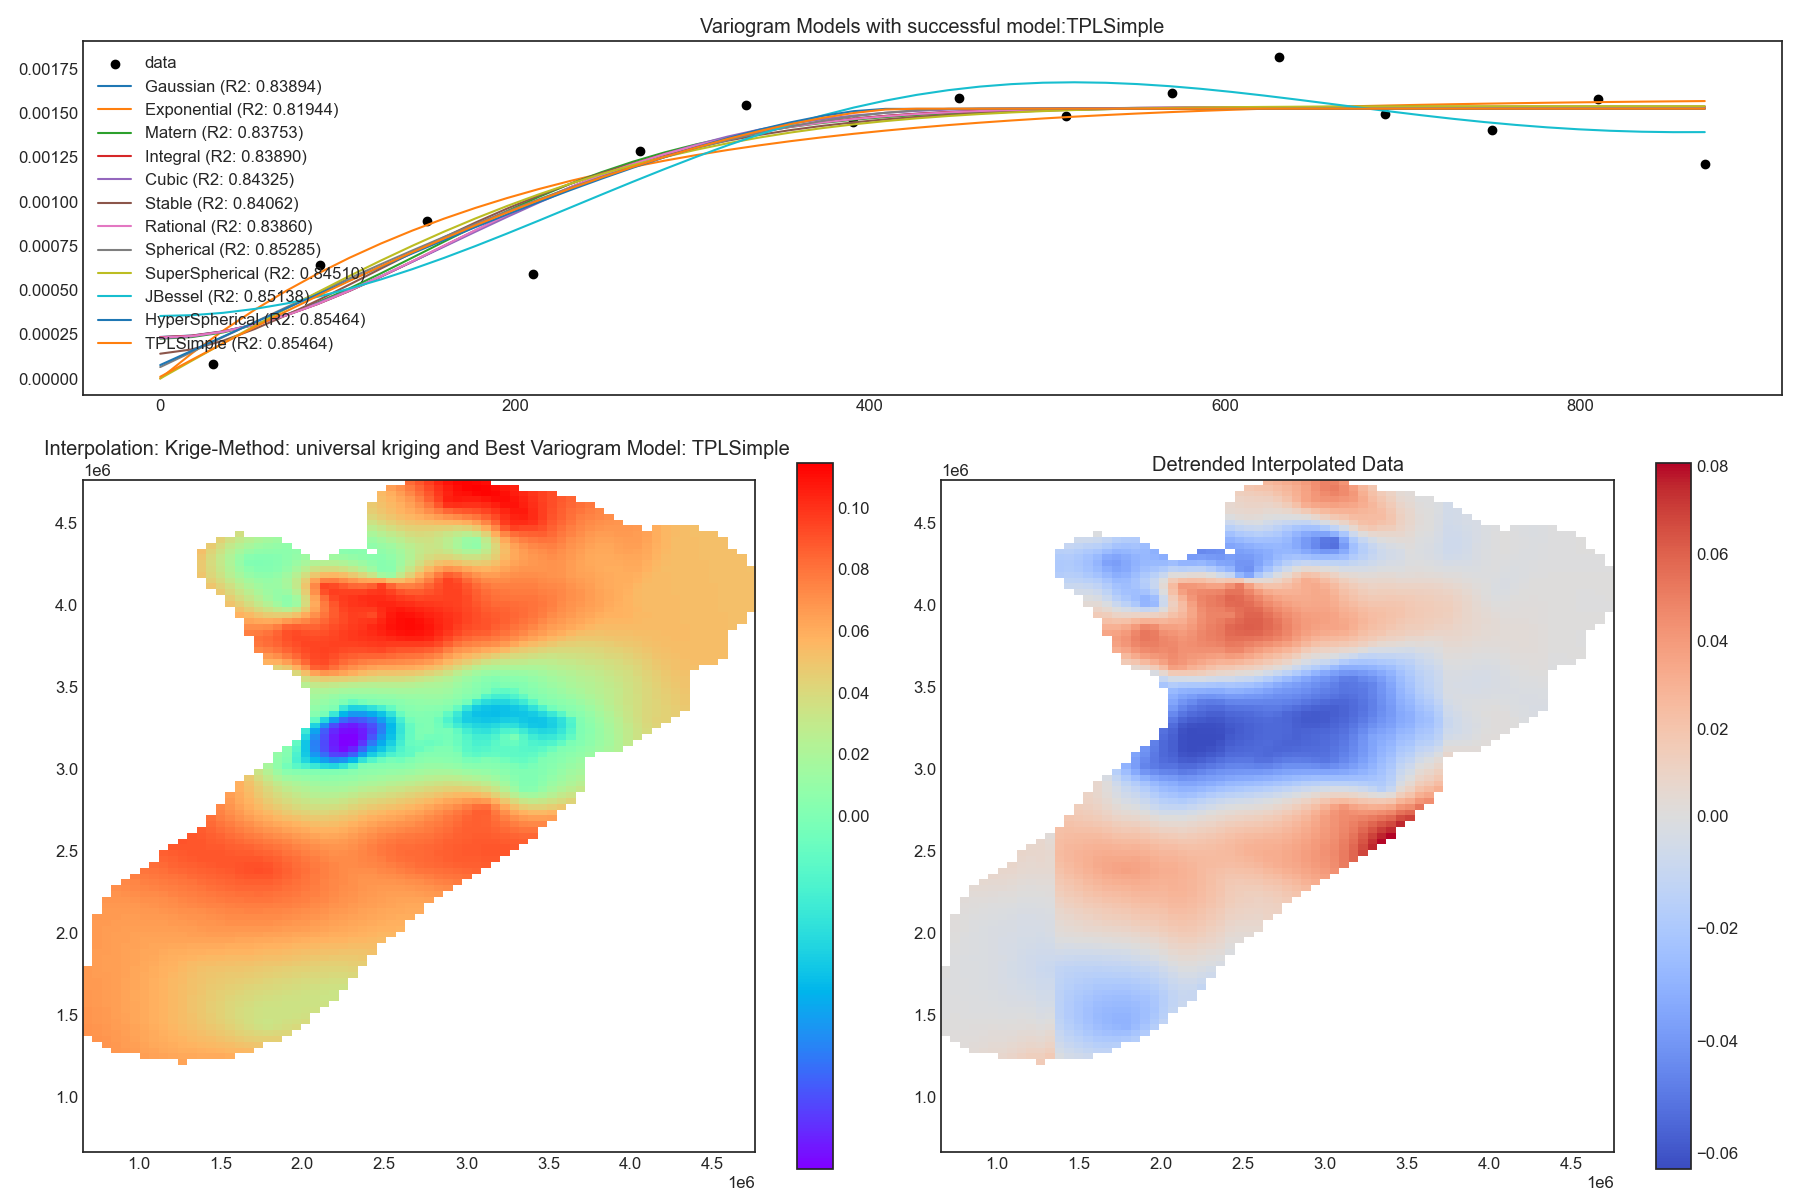 Variogram Models with successful model:TPLSimple
0.00175
0.00150
0.00125
0.00100
0.00075
0.00050
0.00025
0.00000
data
Gaussian (R2: 0.83894)
Exponential (R2: 0.81944)
Matern (R2: 0.83753)
Integral (R2: 0.83890)
Cubic (R2: 0.84325)
Stable (R2: 0.84062)
Rational (R2: 0.83860)
Spherical (R2: 0.85285)
SuperSpherical (R2: 0.84510)
JBessel (R2: 0.85138)
HyperSpherical (R2: 0.85464)
TPLSimple (R2: 0.85464)
0 200 400 600 800
Interpolation: Krige-Method: universal kriging and Best Variogram Model: TPLSimple
1e6
4.5
4.0
3.5
3.0
2.5
2.0
1.5
1.0
1.0 1.5 2.0 2.5 3.0 3.5 4.0 4.5
1e6
0.10
0.08
0.06
0.04
0.02
0.00
Detrended Interpolated Data
1e6
4.5
4.0
3.5
3.0
2.5
2.0
1.5
1.0
1.0 1.5 2.0 2.5 3.0 3.5 4.0 4.5
1e6
0.08
0.06
0.04
0.02
0.00
−0.02
−0.04
−0.06